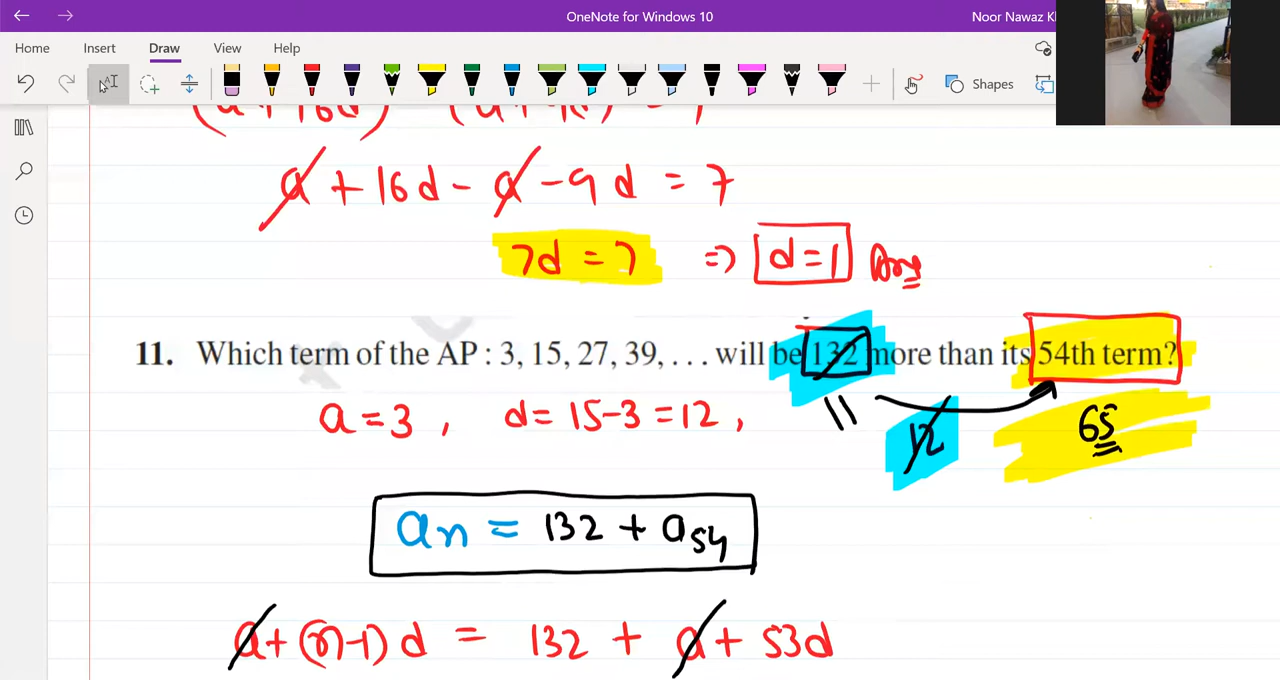 OneNote for Windows 10
Noor Nawaz Kh
Home Insert Draw View Help
Shapes
a + 16d - a - 9d = 7
7d = 7 => d = 1 Ans
11. Which term of the AP : 3, 15, 27, 39, . . . will be 132 more than its 54th term?
a = 3 , d = 15-3 = 12 ,
11
12
65
an = 132 + a54
a + (n-1) d = 132 + a + 53d